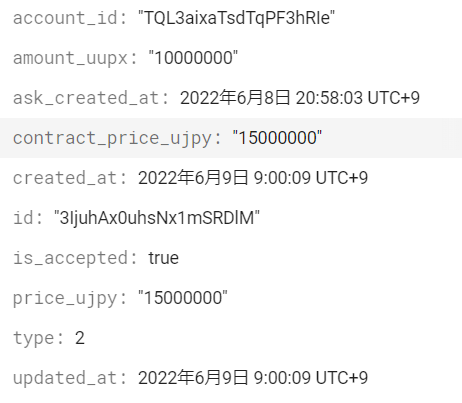 account_id: "TQL3aixaTsdTqPF3hRIe"
amount_uupx: "10000000"
ask_created_at: 2022年6月8日 20:58:03 UTC+9
contract_price_ujpy: "15000000"
created_at: 2022年6月9日 9:00:09 UTC+9
id: "3IjuhAx0uhsNx1mSRDlM"
is_accepted: true
price_ujpy: "15000000"
type: 2
updated_at: 2022年6月9日 9:00:09 UTC+9